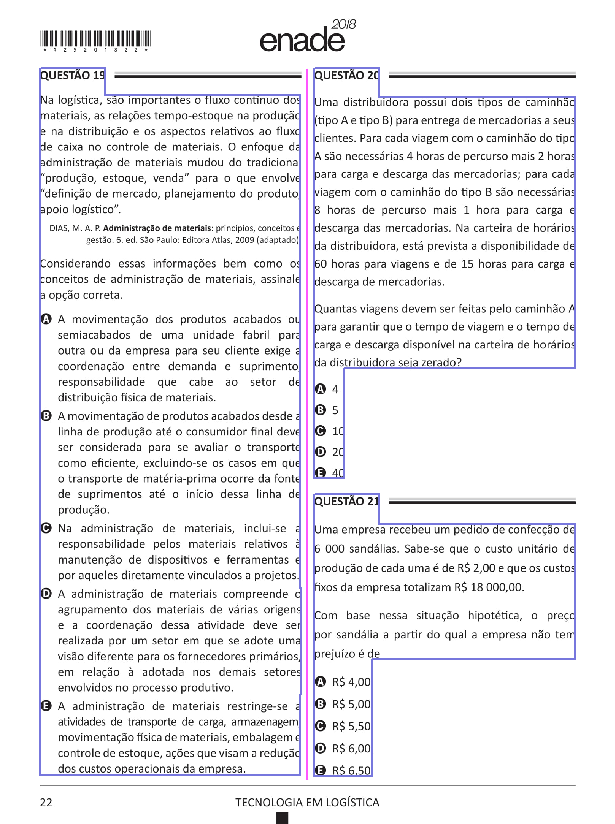 *R2920182 2*
enade 2018
QUESTÃO 19
Na logística, são importantes o fluxo contínuo dos
materiais, as relações tempo-estoque na produção
e na distribuição e os aspectos relativos ao fluxo
de caixa no controle de materiais. O enfoque da
administração de materiais mudou do tradicional
“produção, estoque, venda” para o que envolve
“definição de mercado, planejamento do produto,
apoio logístico”.
DIAS, M. A. P. Administração de materiais: princípios, conceitos e
gestão. 5. ed. São Paulo: Editora Atlas, 2009 (adaptado).
Considerando essas informações bem como os
conceitos de administração de materiais, assinale
a opção correta.
A A movimentação dos produtos acabados ou
semiacabados de uma unidade fabril para
outra ou da empresa para seu cliente exige a
coordenação entre demanda e suprimento,
responsabilidade que cabe ao setor de
distribuição física de materiais.
B A movimentação de produtos acabados desde a
linha de produção até o consumidor final deve
ser considerada para se avaliar o transporte
como eficiente, excluindo-se os casos em que
o transporte de matéria-prima ocorre da fonte
de suprimentos até o início dessa linha de
produção.
C Na administração de materiais, inclui-se a
responsabilidade pelos materiais relativos à
manutenção de dispositivos e ferramentas e
por aqueles diretamente vinculados a projetos.
D A administração de materiais compreende o
agrupamento dos materiais de várias origens
e a coordenação dessa atividade deve ser
realizada por um setor em que se adote uma
visão diferente para os fornecedores primários,
em relação à adotada nos demais setores
envolvidos no processo produtivo.
E A administração de materiais restringe-se a
atividades de transporte de carga, armazenagem,
movimentação física de materiais, embalagem e
controle de estoque, ações que visam a redução
dos custos operacionais da empresa.
QUESTÃO 20
Uma distribuidora possui dois tipos de caminhão
(tipo A e tipo B) para entrega de mercadorias a seus
clientes. Para cada viagem com o caminhão do tipo
A são necessárias 4 horas de percurso mais 2 horas
para carga e descarga das mercadorias; para cada
viagem com o caminhão do tipo B são necessárias
8 horas de percurso mais 1 hora para carga e
descarga das mercadorias. Na carteira de horários
da distribuidora, está prevista a disponibilidade de
60 horas para viagens e de 15 horas para carga e
descarga de mercadorias.
Quantas viagens devem ser feitas pelo caminhão A
para garantir que o tempo de viagem e o tempo de
carga e descarga disponível na carteira de horários
da distribuidora seja zerado?
A 4
B 5
C 10
D 20
E 40
QUESTÃO 21
Uma empresa recebeu um pedido de confecção de
6 000 sandálias. Sabe-se que o custo unitário de
produção de cada uma é de R$ 2,00 e que os custos
fixos da empresa totalizam R$ 18 000,00.
Com base nessa situação hipotética, o preço
por sandália a partir do qual a empresa não tem
prejuízo é de
A R$ 4,00
B R$ 5,00
C R$ 5,50
D R$ 6,00
E R$ 6,50
22
TECNOLOGIA EM LOGÍSTICA